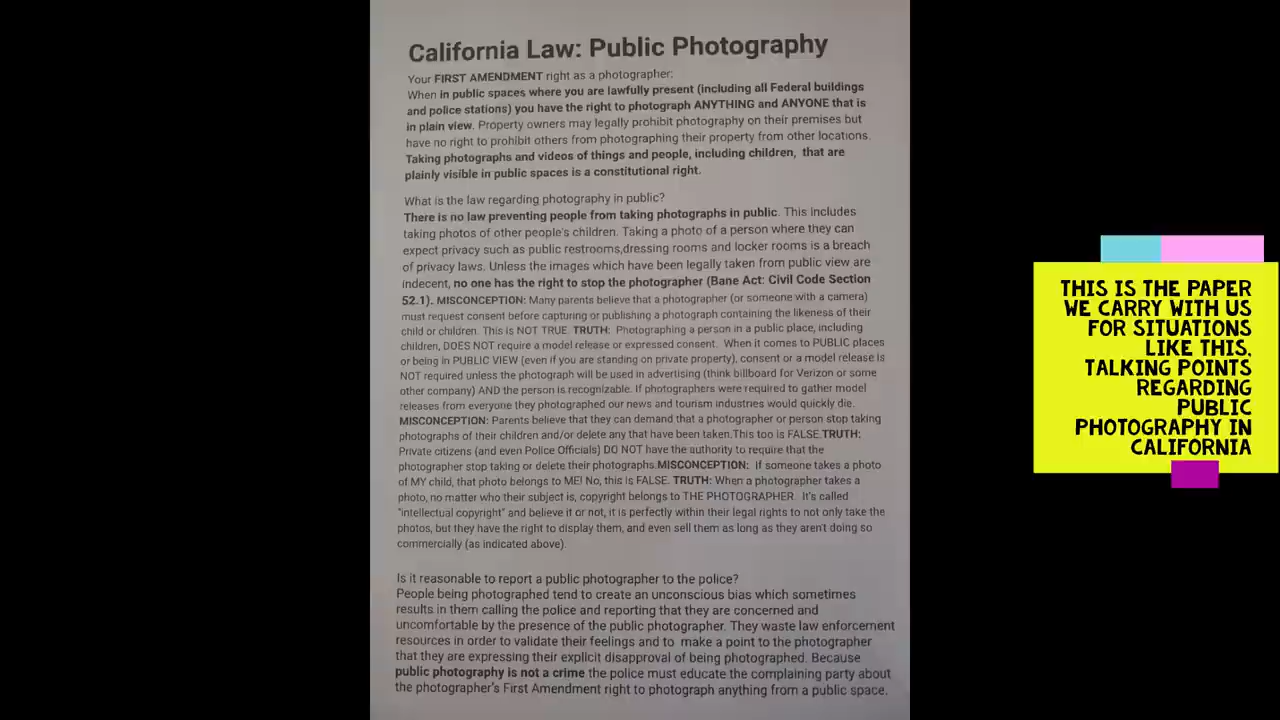 California Law: Public Photography
Your FIRST AMENDMENT right as a photographer:
When in public spaces where you are lawfully present (including all Federal buildings
and police stations) you have the right to photograph ANYTHING and ANYONE that is
in plain view. Property owners may legally prohibit photography on their premises but
have no right to prohibit others from photographing their property from other locations.
Taking photographs and videos of things and people, including children, that are
plainly visible in public spaces is a constitutional right.
What is the law regarding photography in public?
There is no law preventing people from taking photographs in public. This includes
taking photos of other people's children. Taking a photo of a person where they can
expect privacy such as public restrooms,dressing rooms and locker rooms is a breach
of privacy laws. Unless the images which have been legally taken from public view are
indecent, no one has the right to stop the photographer (Bane Act: Civil Code Section
52.1). MISCONCEPTION: Many parents believe that a photographer (or someone with a camera)
must request consent before capturing or publishing a photograph containing the likeness of their
child or children. This is NOT TRUE. TRUTH: Photographing a person in a public place, including
children, DOES NOT require a model release or expressed consent. When it comes to PUBLIC places
or being in PUBLIC VIEW (even if you are standing on private property), consent or a model release is
NOT required unless the photograph will be used in advertising (think billboard for Verizon or some
other company) AND the person is recognizable. If photographers were required to gather model
releases from everyone they photographed our news and tourism industries would quickly die.
MISCONCEPTION: Parents believe that they can demand that a photographer or person stop taking
photographs of their children and/or delete any that have been taken.This too is FALSE.TRUTH:
Private citizens (and even Police Officials) DO NOT have the authority to require that the
photographer stop taking or delete their photographs.MISCONCEPTION: If someone takes a photo
of MY child, that photo belongs to ME! No, this is FALSE. TRUTH: When a photographer takes a
photo, no matter who their subject is, copyright belongs to THE PHOTOGRAPHER. It's called
"intellectual copyright" and believe it or not, it is perfectly within their legal rights to not only take the
photos, but they have the right to display them, and even sell them as long as they aren't doing so
commercially (as indicated above).
Is it reasonable to report a public photographer to the police?
People being photographed tend to create an unconscious bias which sometimes
results in them calling the police and reporting that they are concerned and
uncomfortable by the presence of the public photographer. They waste law enforcement
resources in order to validate their feelings and to make a point to the photographer
that they are expressing their explicit disapproval of being photographed. Because
public photography is not a crime the police must educate the complaining party about
the photographer's First Amendment right to photograph anything from a public space.
THIS IS THE PAPER
WE CARRY WITH US
FOR SITUATIONS
LIKE THIS.
TALKING POINTS
REGARDING
PUBLIC
PHOTOGRAPHY IN
CALIFORNIA